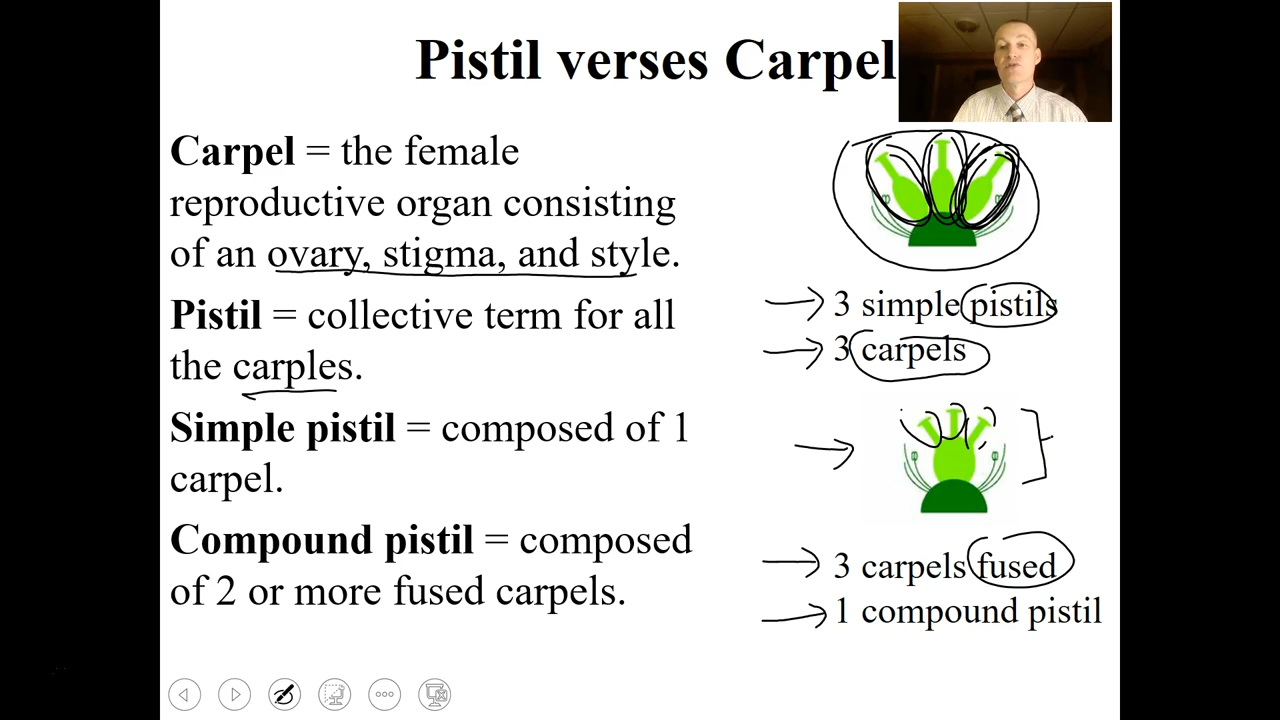 Pistil verses Carpel
Carpel = the female
reproductive organ consisting
of an ovary, stigma, and style.
Pistil = collective term for all
the carples.
Simple pistil = composed of 1
carpel.
Compound pistil = composed
of 2 or more fused carpels.
3 simple pistils
3 carpels
3 carpels fused
1 compound pistil